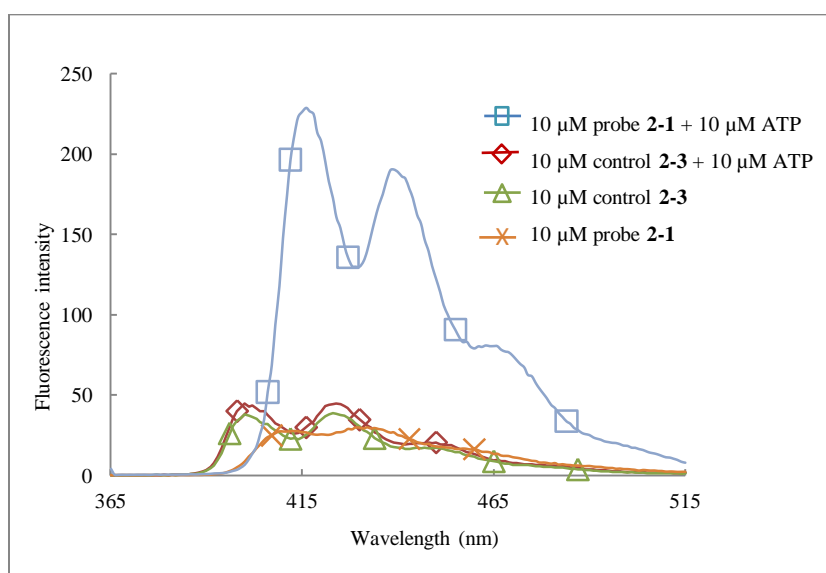 250
200
150
100
50
0
Fluorescence intensity
10 µM probe 2-1 + 10 µM ATP
10 µM control 2-3 + 10 µM ATP
10 µM control 2-3
10 µM probe 2-1
365 415 465 515
Wavelength (nm)